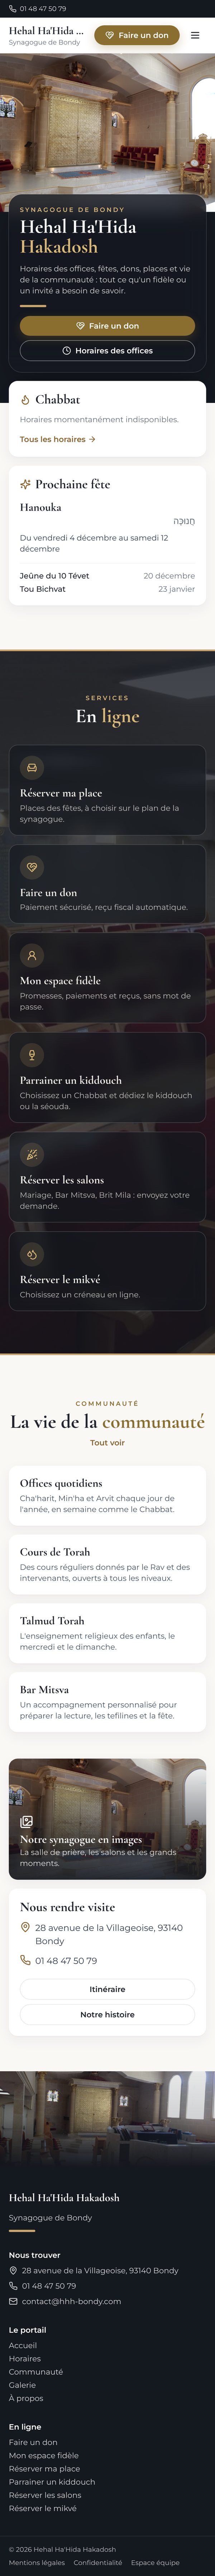 01 48 47 50 79
Hehal Ha'Hida ...
Synagogue de Bondy
Faire un don
SYNAGOGUE DE BONDY
Hehal Ha'Hida
Hakadosh
Horaires des offices, fêtes, dons, places et vie
de la communauté : tout ce qu'un fidèle ou
un invité a besoin de savoir.
Faire un don
Horaires des offices
Chabbat
Horaires momentanément indisponibles.
Tous les horaires →
Prochaine fête
Hanouka
חֲנוּכָּה
Du vendredi 4 décembre au samedi 12
décembre
Jeûne du 10 Tévet 20 décembre
Tou Bichvat 23 janvier
SERVICES
En ligne
Réserver ma place
Places des fêtes, à choisir sur le plan de la
synagogue.
Faire un don
Paiement sécurisé, reçu fiscal automatique.
Mon espace fidèle
Promesses, paiements et reçus, sans mot de
passe.
Parrainer un kiddouch
Choisissez un Chabbat et dédiez le kiddouch
ou la séouda.
Réserver les salons
Mariage, Bar Mitsva, Brit Mila : envoyez votre
demande.
Réserver le mikvé
Choisissez un créneau en ligne.
COMMUNAUTÉ
La vie de la communauté
Tout voir
Offices quotidiens
Cha'harit, Min'ha et Arvit chaque jour de
l'année, en semaine comme le Chabbat.
Cours de Torah
Des cours réguliers donnés par le Rav et des
intervenants, ouverts à tous les niveaux.
Talmud Torah
L'enseignement religieux des enfants, le
mercredi et le dimanche.
Bar Mitsva
Un accompagnement personnalisé pour
préparer la lecture, les téfilines et la fête.
Notre synagogue en images
La salle de prière, les salons et les grands
moments.
Nous rendre visite
28 avenue de la Villageoise, 93140
Bondy
01 48 47 50 79
Itinéraire
Notre histoire
Hehal Ha'Hida Hakadosh
Synagogue de Bondy
Nous trouver
28 avenue de la Villageoise, 93140 Bondy
01 48 47 50 79
contact@hhh-bondy.com
Le portail
Accueil
Horaires
Communauté
Galerie
À propos
En ligne
Faire un don
Mon espace fidèle
Réserver ma place
Parrainer un kiddouch
Réserver les salons
Réserver le mikvé
© 2026 Hehal Ha'Hida Hakadosh
Mentions légales Confidentialité Espace équipe